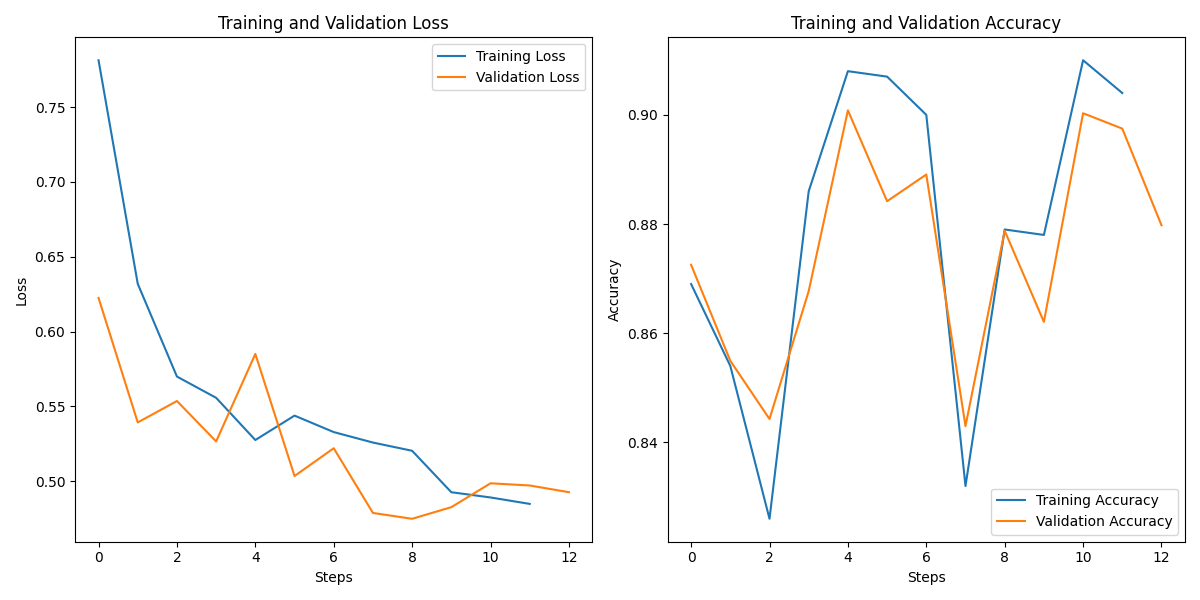 Training and Validation Loss
Training Loss
Validation Loss
0.75
0.70
0.65
0.60
0.55
0.50
Loss
0 2 4 6 8 10 12
Steps
Training and Validation Accuracy
0.90
0.88
0.86
0.84
Accuracy
Training Accuracy
Validation Accuracy
0 2 4 6 8 10 12
Steps